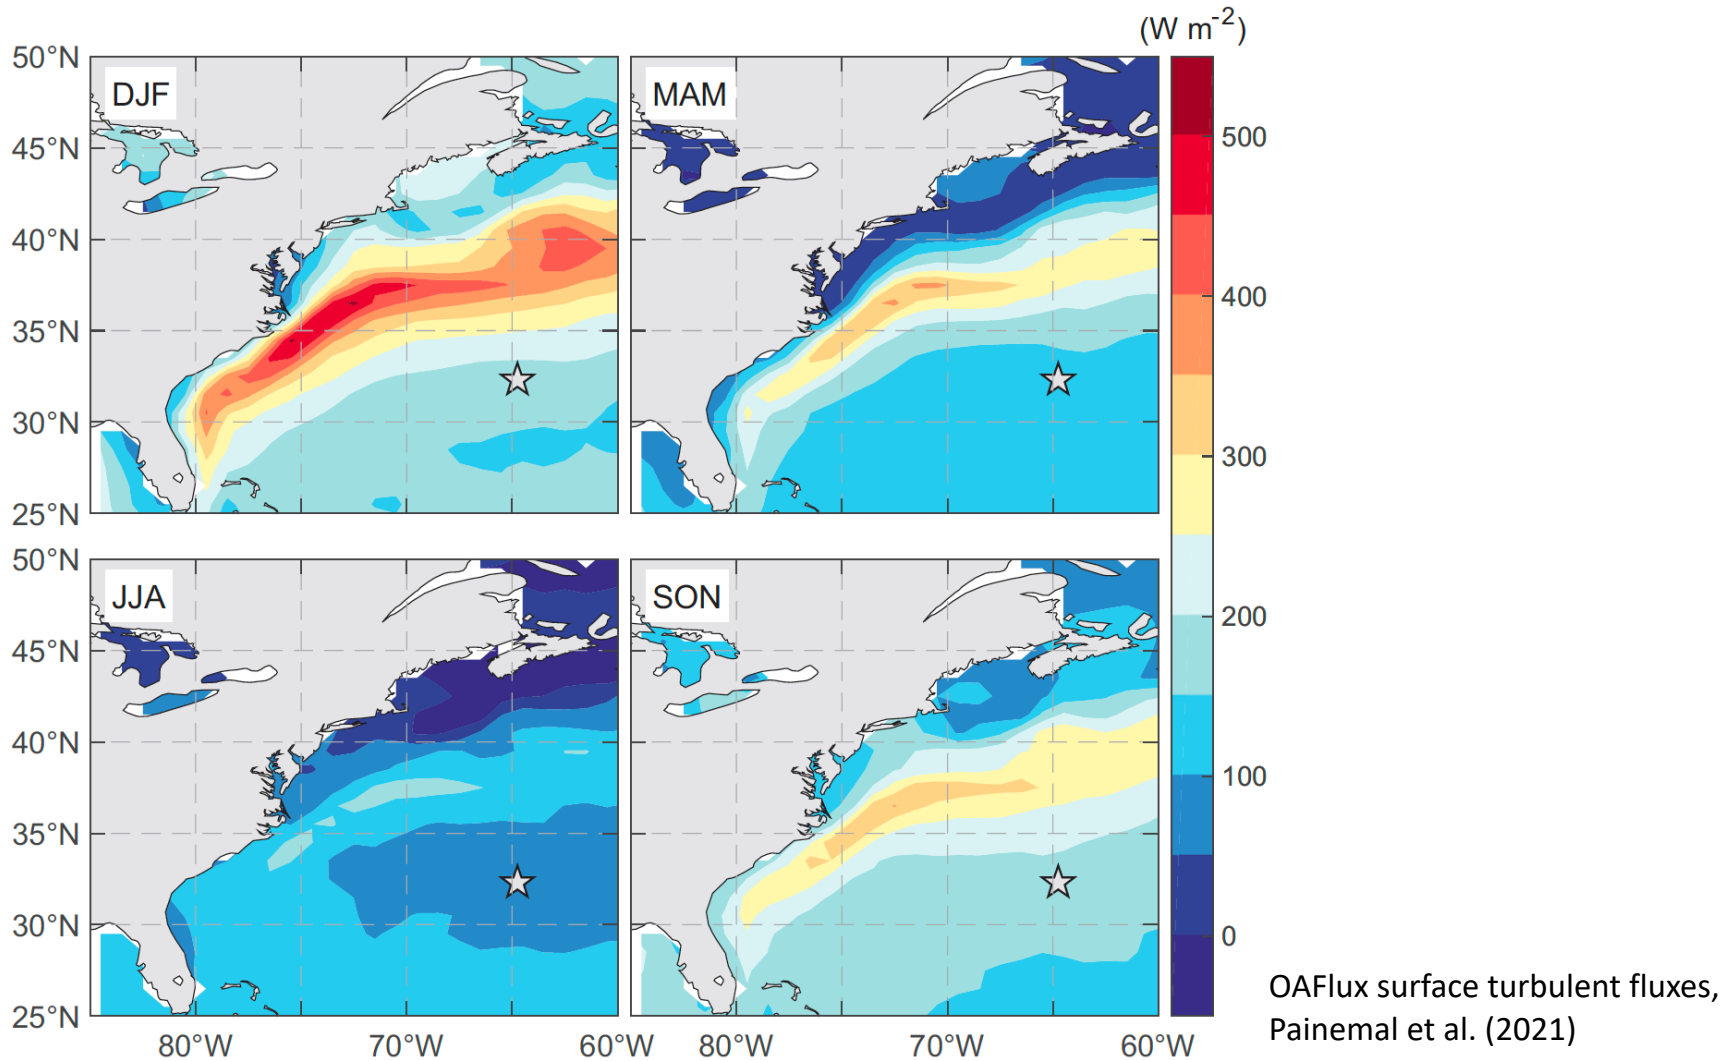 (W m-2)
50°N
45°N
40°N
35°N
30°N
25°N
DJF
MAM
500
400
300
200
100
0
50°N
45°N
40°N
35°N
30°N
25°N
JJA
SON
80°W
70°W
60°W
80°W
70°W
60°W
OAFlux surface turbulent fluxes,
Painemal et al. (2021)